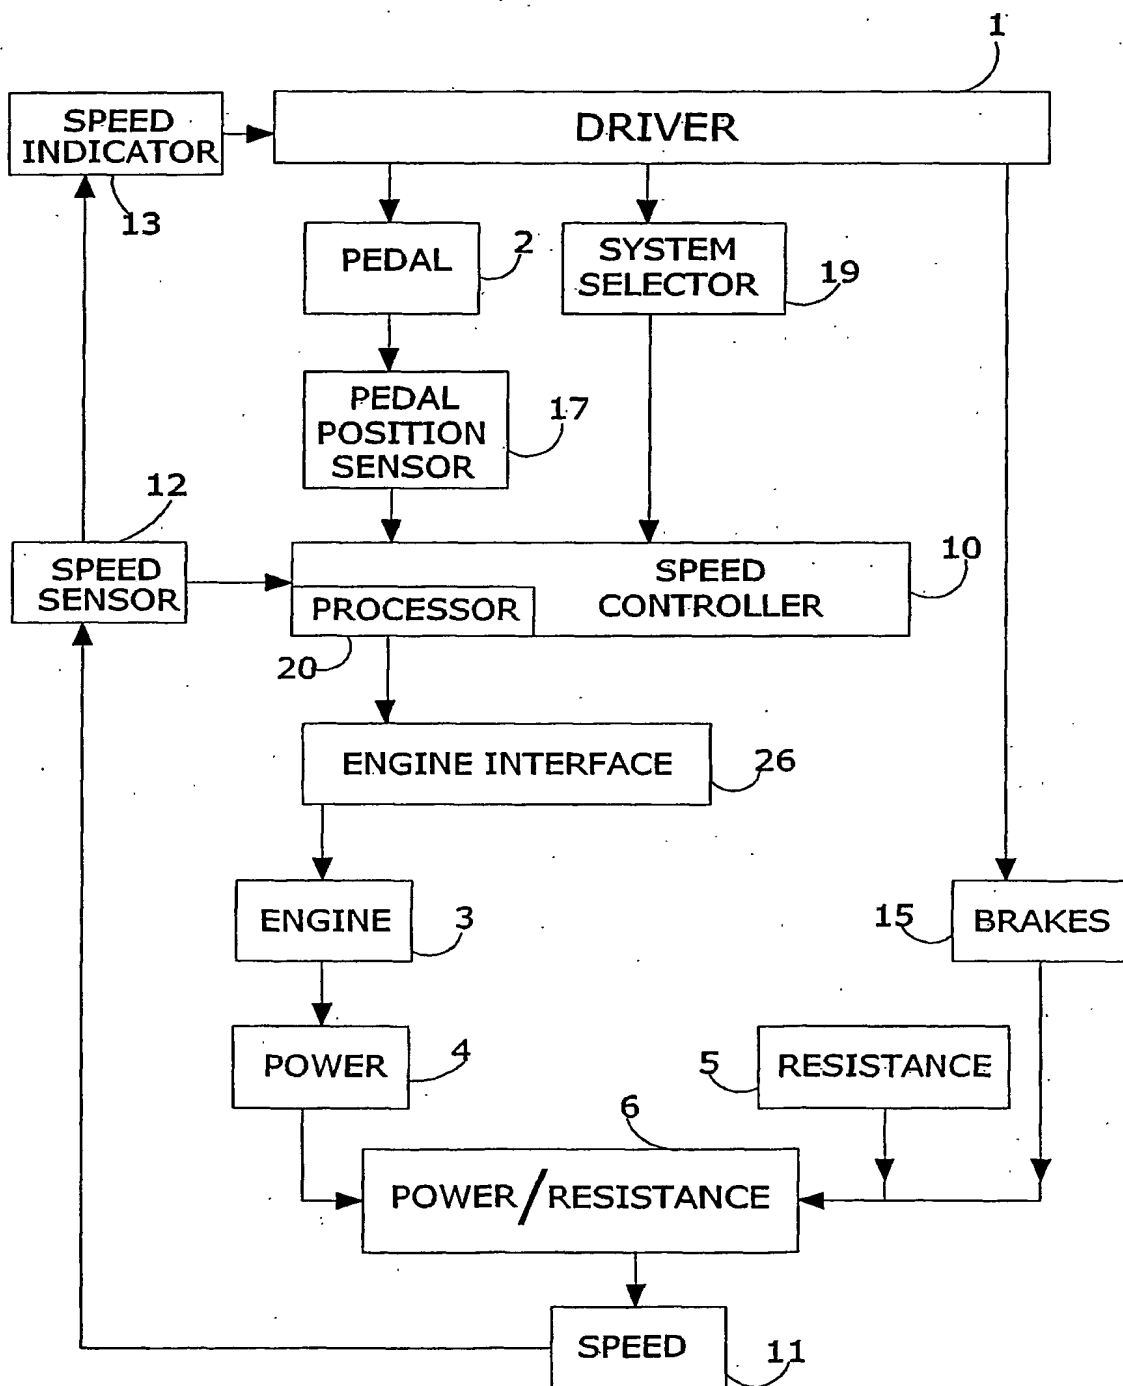 1
SPEED
INDICATOR
DRIVER
13
PEDAL
2
SYSTEM
SELECTOR
19
PEDAL
POSITION
SENSOR
17
12
SPEED
SENSOR
SPEED
CONTROLLER
10
PROCESSOR
20
ENGINE INTERFACE
26
ENGINE
3
15
BRAKES
POWER
4
5
RESISTANCE
6
POWER/RESISTANCE
SPEED
11